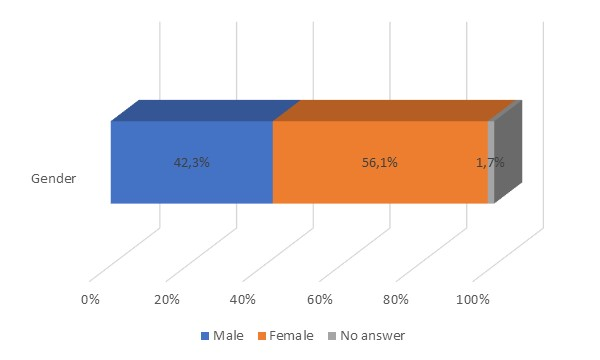 42,3% 56,1% 1,7%
Gender
0% 20% 40% 60% 80% 100%
Male Female No answer